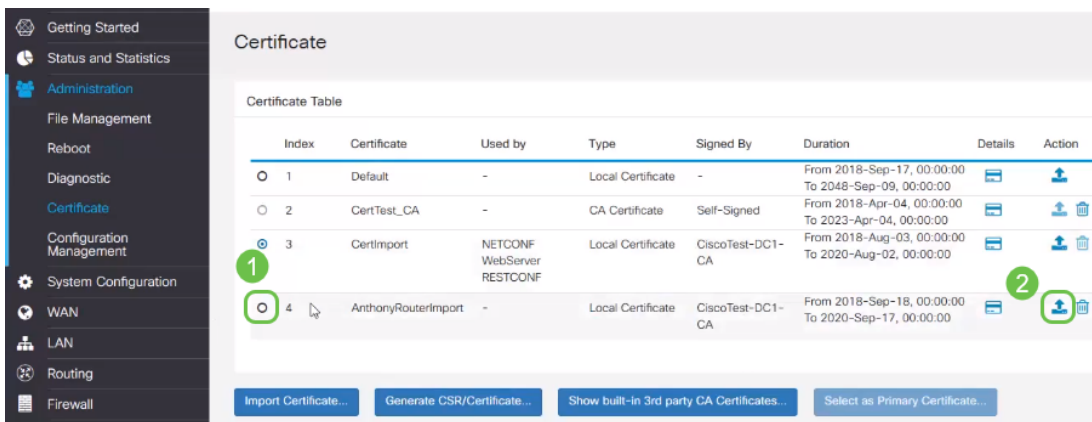 Getting Started
Status and Statistics
Administration
File Management
Reboot
Diagnostic
Certificate
Configuration
Management
System Configuration
WAN
LAN
Routing
Firewall
Certificate
Certificate Table
Index Certificate Used by Type Signed By Duration Details Action
1 Default - Local Certificate - From 2018-Sep-17, 00:00:00
To 2048-Sep-09, 00:00:00
2 CertTest_CA - CA Certificate Self-Signed From 2018-Apr-04, 00:00:00
To 2023-Apr-04, 00:00:00
3 CertImport NETCONF Local Certificate CiscoTest-DC1- From 2018-Aug-03, 00:00:00
WebServer CA To 2020-Aug-02, 00:00:00
RESTCONF
1
2
4 AnthonyRouterImport - Local Certificate CiscoTest-DC1- From 2018-Sep-18, 00:00:00
CA To 2020-Sep-17, 00:00:00
Import Certificate... Generate CSR/Certificate... Show built-in 3rd party CA Certificates... Select as Primary Certificate...